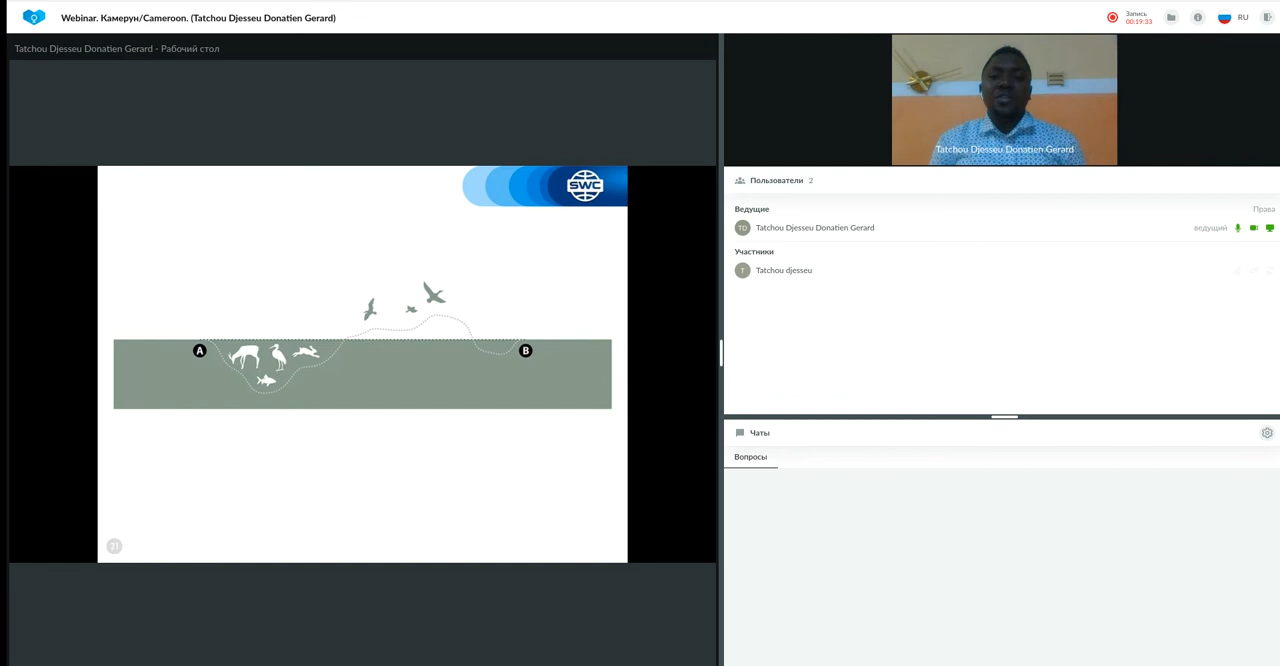 Webinar. Камерун/Cameroon. (Tatchou Djesseu Donatien Gerard)
Запись
00:19:33
RU
Tatchou Djesseu Donatien Gerard - Рабочий стол
Tatchou Djesseu Donatien Gerard
Пользователи 2
Ведущие
Права
TD
Tatchou Djesseu Donatien Gerard
ведущий
Участники
T
Tatchou djesseu
SWC
A
B
21
Чаты
Вопросы